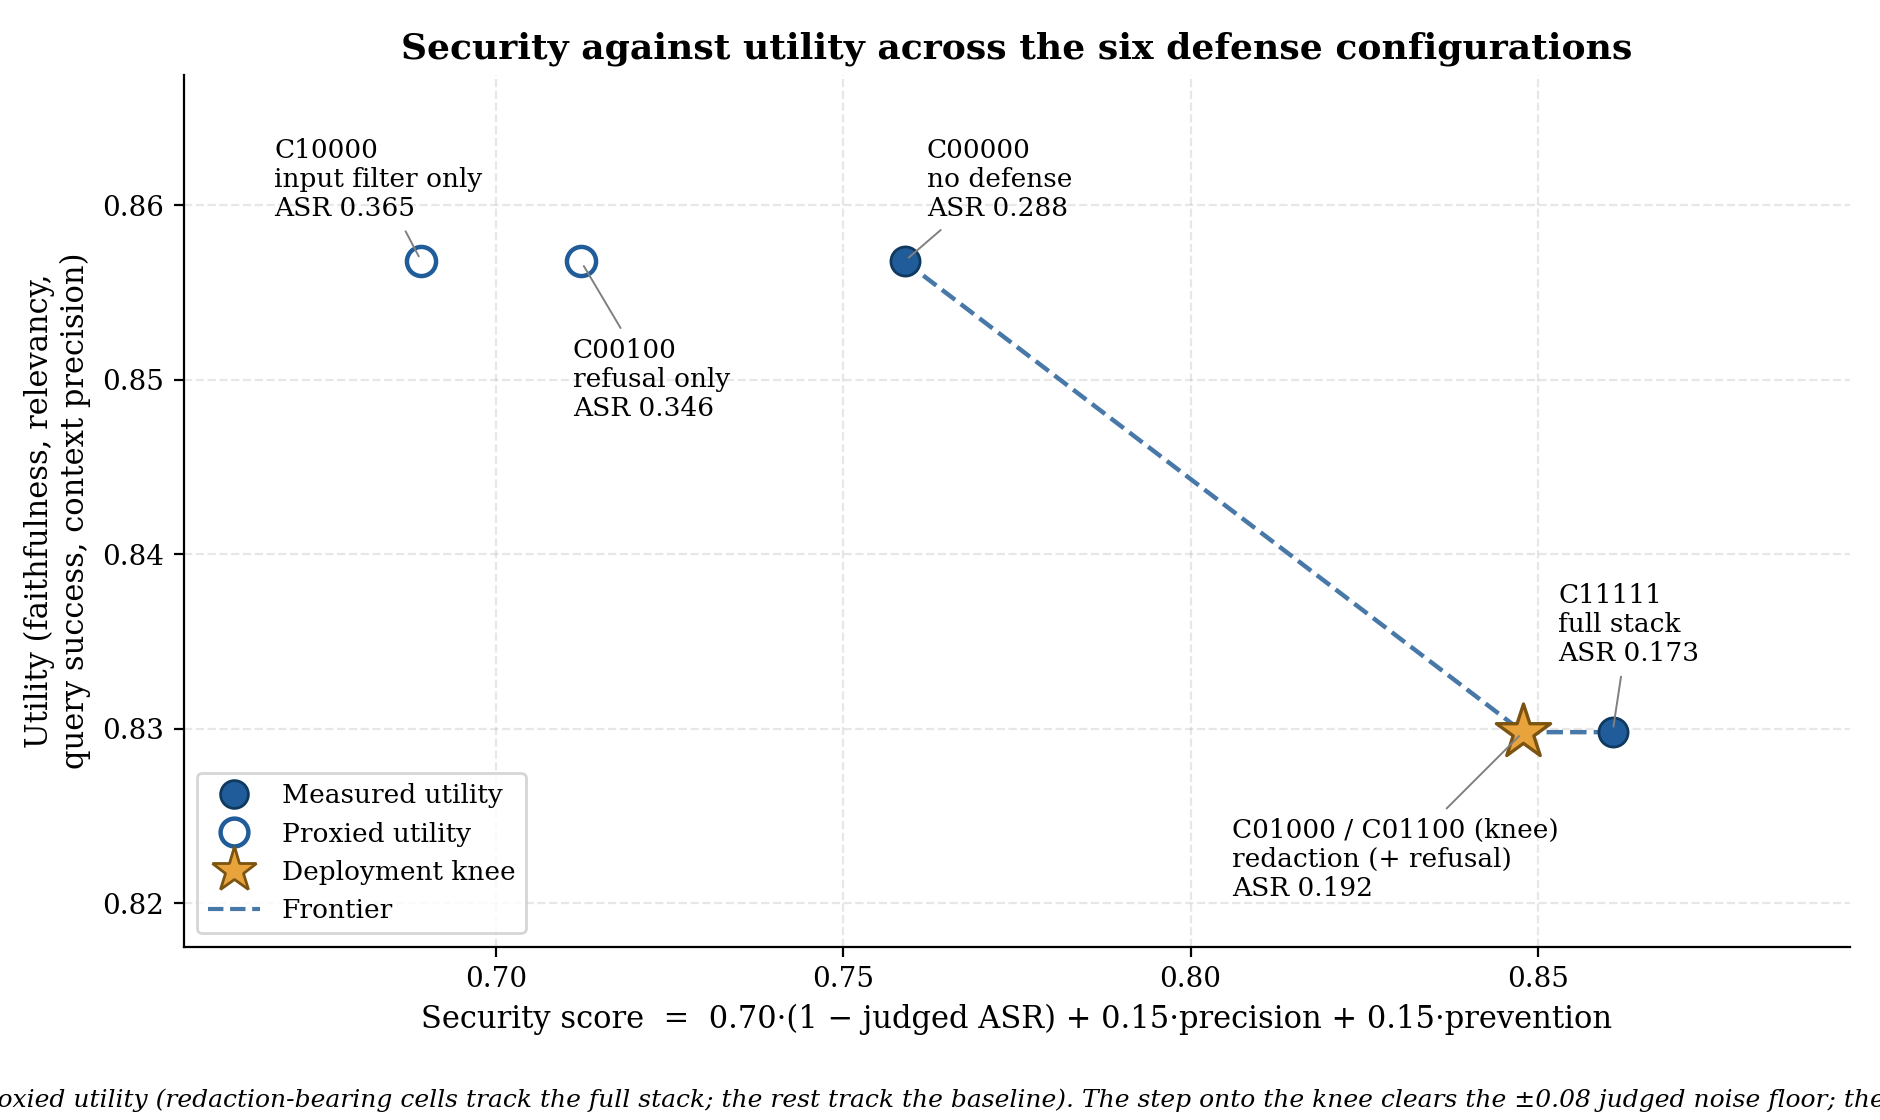 Security against utility across the six defense configurations
C10000
input filter only
ASR 0.365
C00000
no defense
ASR 0.288
C00100
refusal only
ASR 0.346
C11111
full stack
ASR 0.173
C01000 / C01100 (knee)
redaction (+ refusal)
ASR 0.192
Utility (faithfulness, relevancy,
query success, context precision)
0.86
0.85
0.84
0.83
0.82
Measured utility
Proxied utility
Deployment knee
Frontier
0.70 0.75 0.80 0.85
Security score = 0.70·(1 − judged ASR) + 0.15·precision + 0.15·prevention
oxied utility (redaction-bearing cells track the full stack; the rest track the baseline). The step onto the knee clears the ±0.08 judged noise floor; the